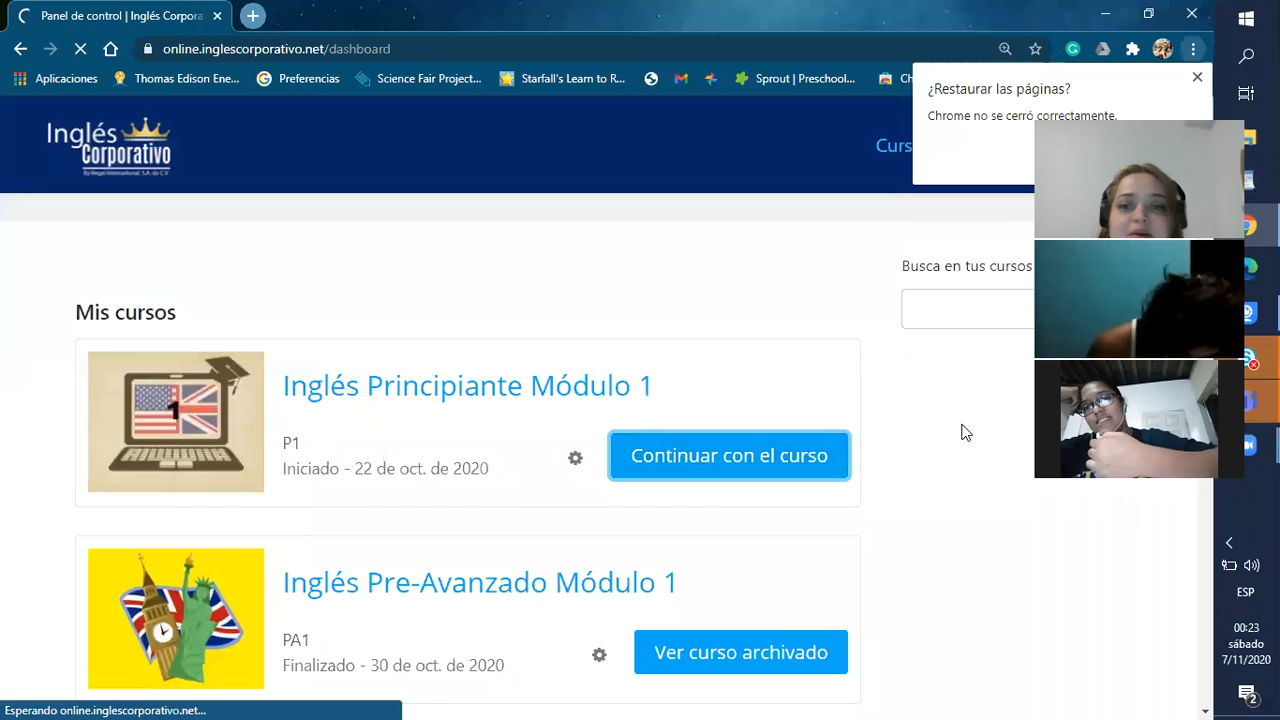 Panel de control | Inglés Corpora
online.inglescorporativo.net/dashboard
Aplicaciones
Thomas Edison Ene...
Preferencias
Science Fair Project...
Starfall's Learn to R...
Sprout | Preschool...
Ch
¿Restaurar las páginas?
Chrome no se cerró correctamente.
Inglés
Corporativo
Curs
Busca en tus cursos
Mis cursos
1
Inglés Principiante Módulo 1
P1
Iniciado - 22 de oct. de 2020
Continuar con el curso
Inglés Pre-Avanzado Módulo 1
PA1
Finalizado - 30 de oct. de 2020
Ver curso archivado
ESP
00:23
sábado
7/11/2020
2
Esperando online.inglescorporativo.net...